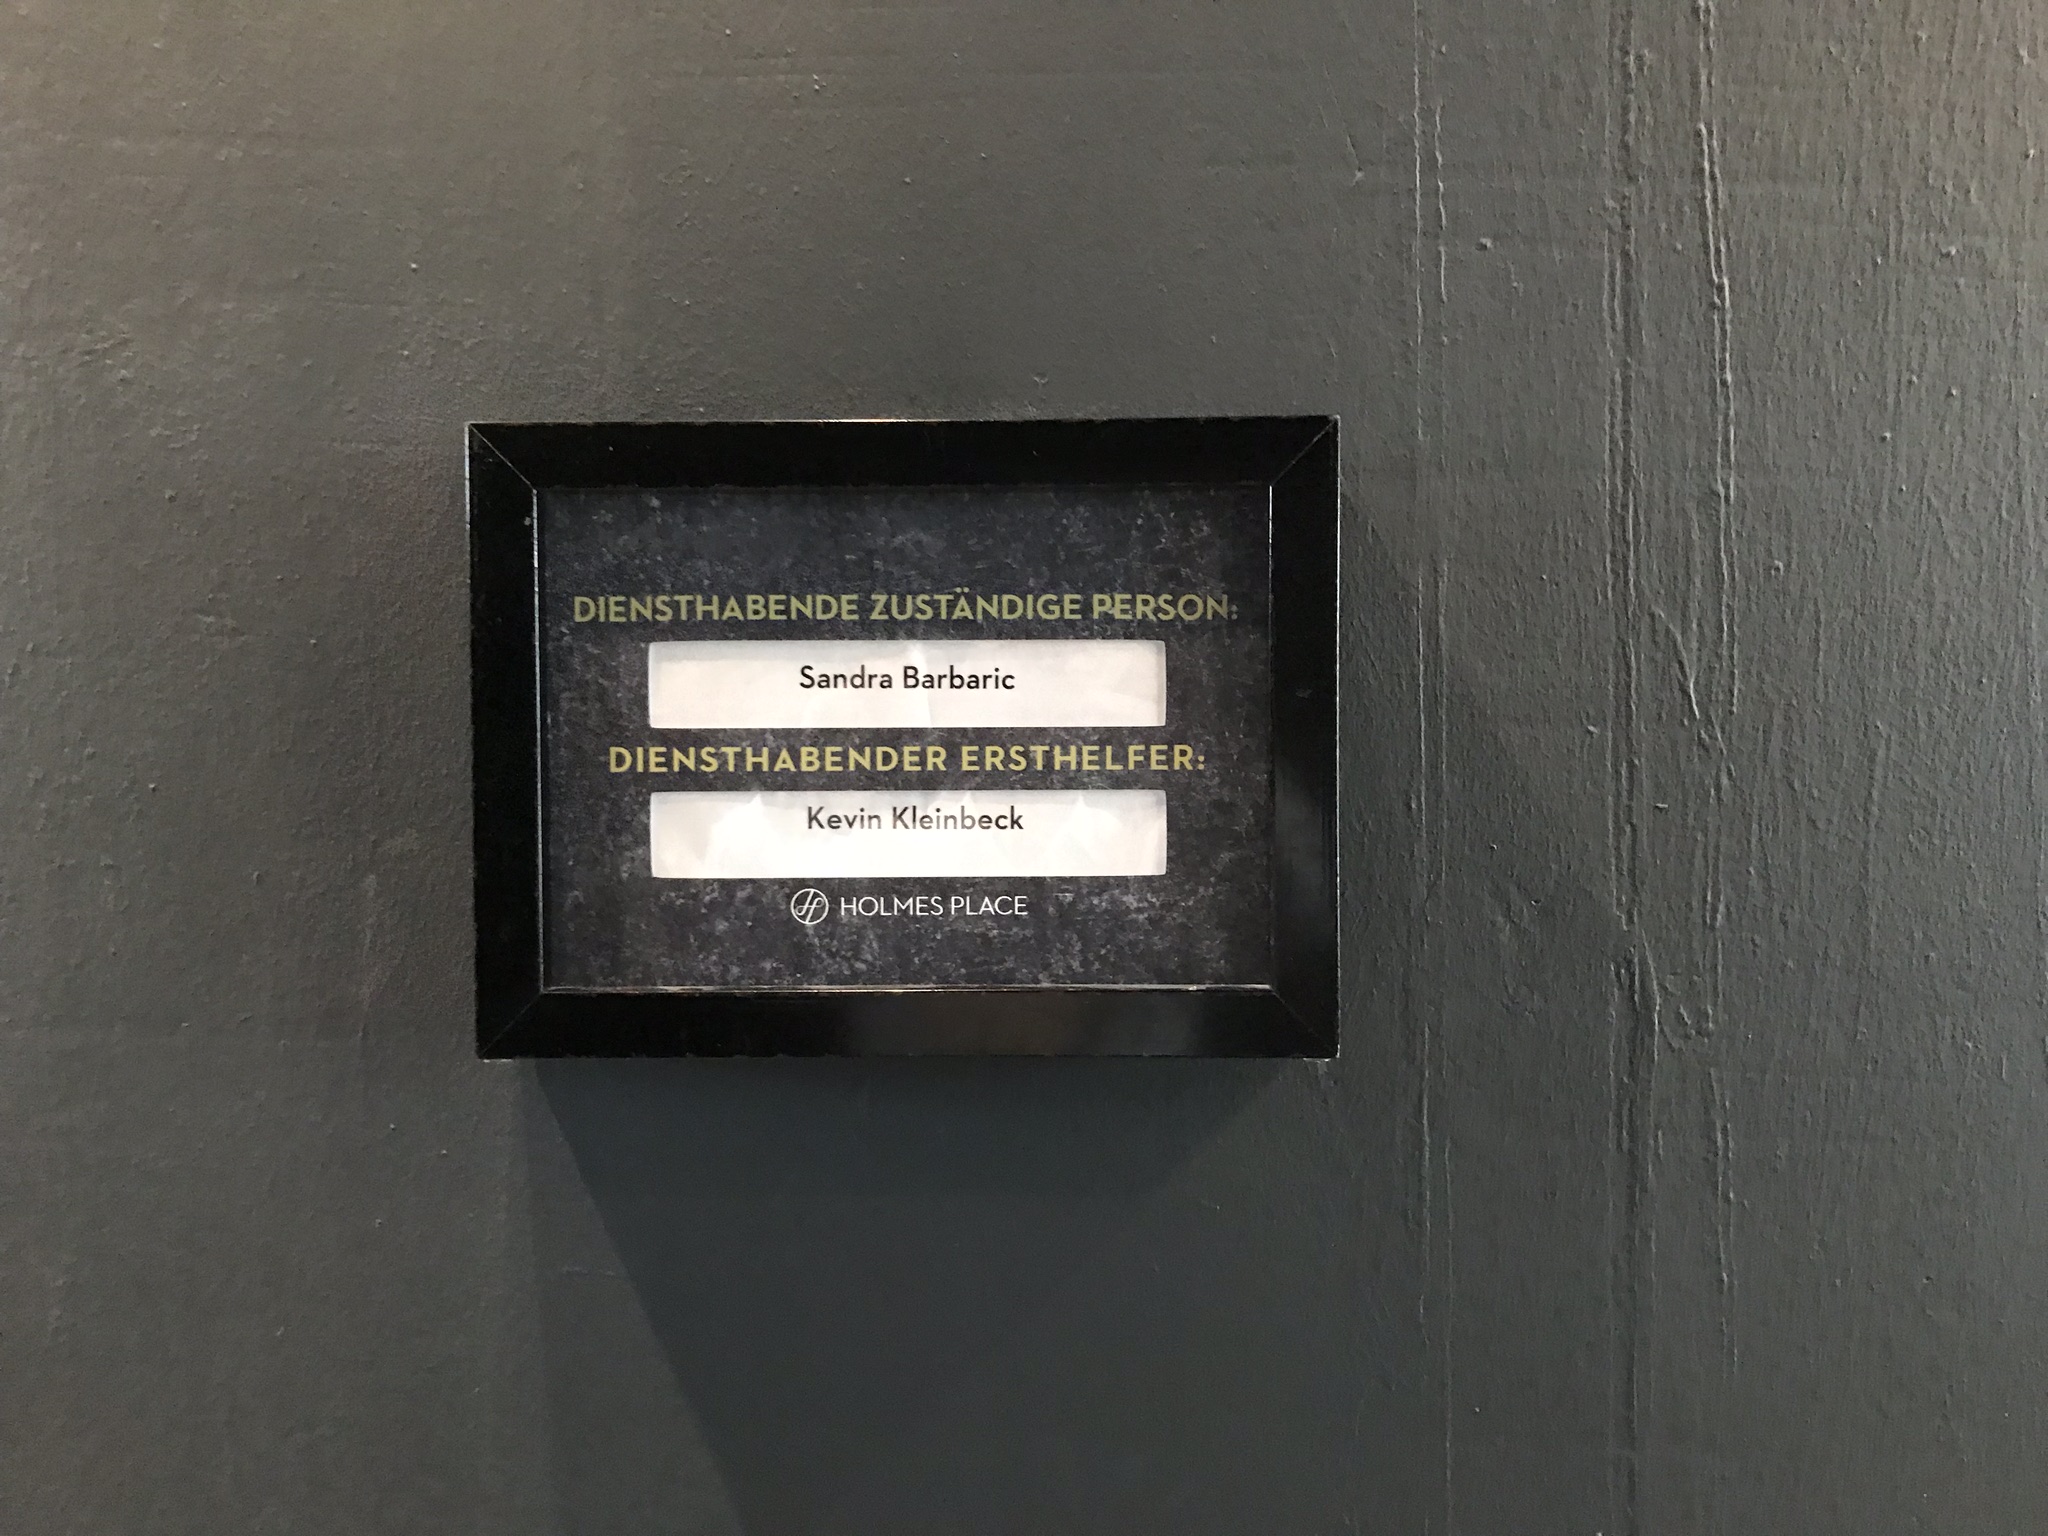 DIENSTHABENDE ZUSTÄNDIGE PERSON:
Sandra Barbaric
DIENSTHABENDER ERSTHELFER:
Kevin Kleinbeck
HOLMES PLACE